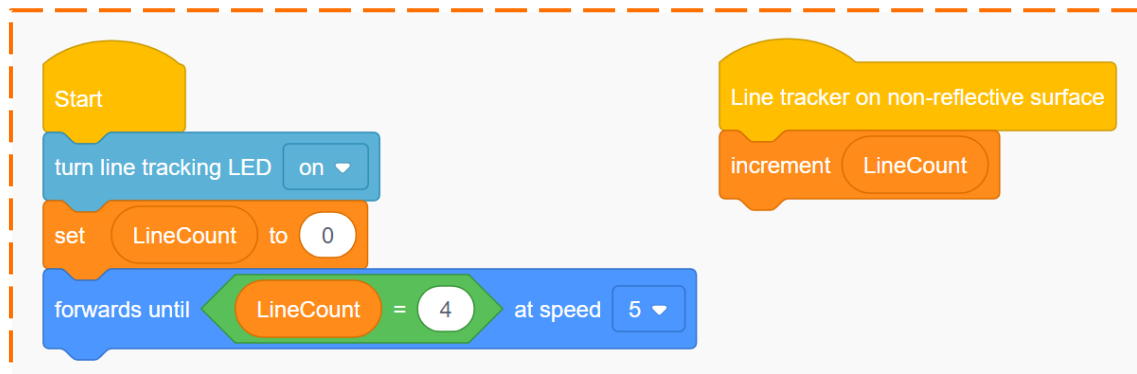 Start
turn line tracking LED on
set LineCount to 0
forwards until LineCount = 4 at speed 5
Line tracker on non-reflective surface
increment LineCount